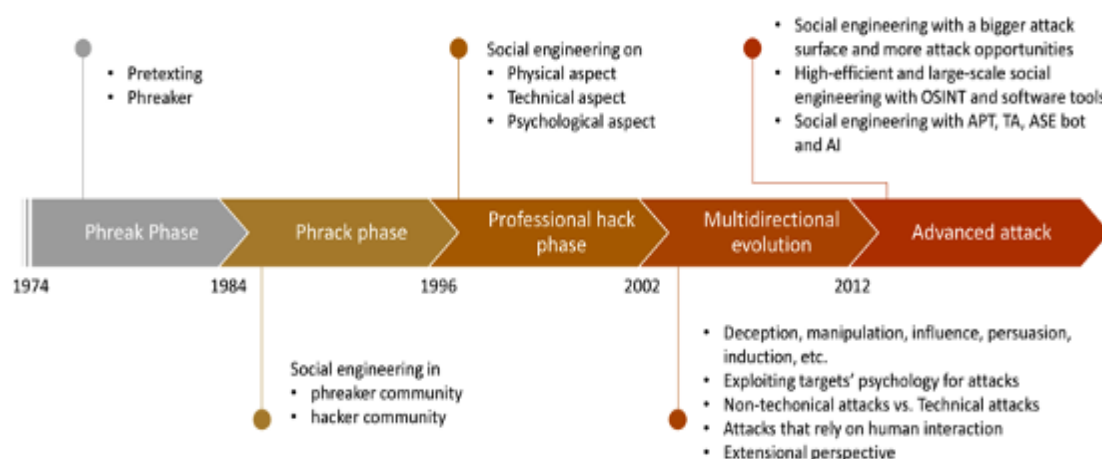 • Pretexting
• Phreaker
Social engineering on
• Physical aspect
• Technical aspect
• Psychological aspect
• Social engineering with a bigger attack
surface and more attack opportunities
• High-efficient and large-scale social
engineering with OSINT and software tools
• Social engineering with APT, TA, ASE bot
and AI
Phreak Phase
Phrack phase
Professional hack
phase
Multidirectional
evolution
Advanced attack
1974
1984
1996
2002
2012
Social engineering in
• phreaker community
• hacker community
• Deception, manipulation, influence, persuasion,
induction, etc.
• Exploiting targets' psychology for attacks
• Non-techonical attacks vs. Technical attacks
• Attacks that rely on human interaction
• Extensional perspective